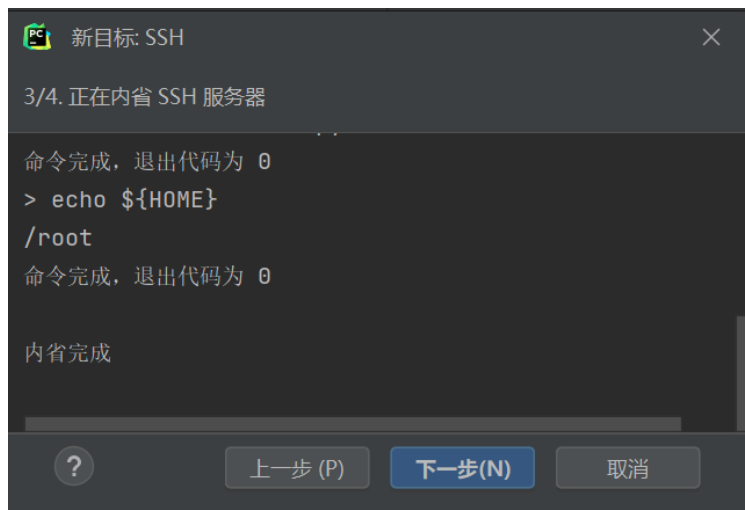 PC
新目标: SSH
3/4. 正在内省 SSH 服务器
命令完成，退出代码为 0
> echo ${HOME}
/root
命令完成，退出代码为 0
内省完成
?
上一步 (P)
下一步(N)
取消